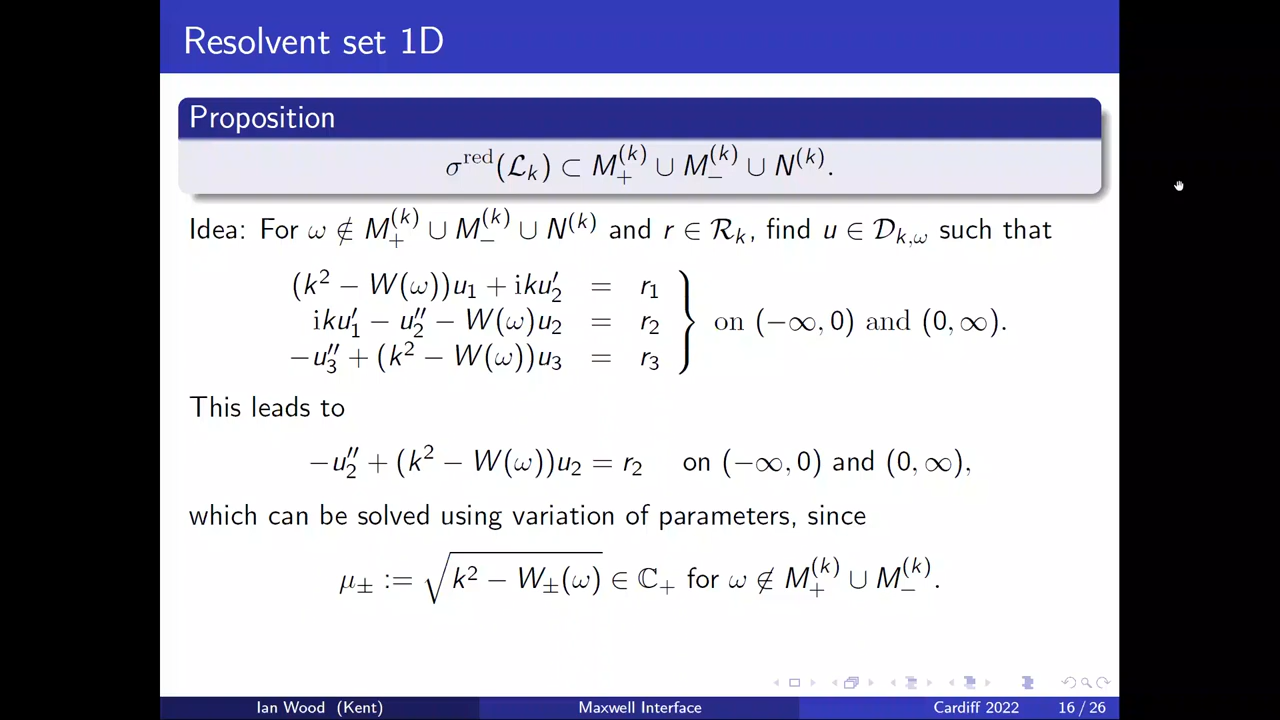 Resolvent set 1D
Proposition
σ^red(ℒ_k) ⊂ M_+^(k) ∪ M_−^(k) ∪ N^(k).
Idea: For ω ∉ M_+^(k) ∪ M_−^(k) ∪ N^(k) and r ∈ ℛ_k, find u ∈ 𝒟_{k,ω} such that
(k² − W(ω))u₁ + iku₂′ = r₁
iku₁′ − u₂″ − W(ω)u₂ = r₂ } on (−∞, 0) and (0, ∞).
−u₃″ + (k² − W(ω))u₃ = r₃
This leads to
−u₂″ + (k² − W(ω))u₂ = r₂ on (−∞, 0) and (0, ∞),
which can be solved using variation of parameters, since
μ_± := √(k² − W_±(ω)) ∈ ℂ_+ for ω ∉ M_+^(k) ∪ M_−^(k).
Ian Wood (Kent) Maxwell Interface Cardiff 2022 16 / 26